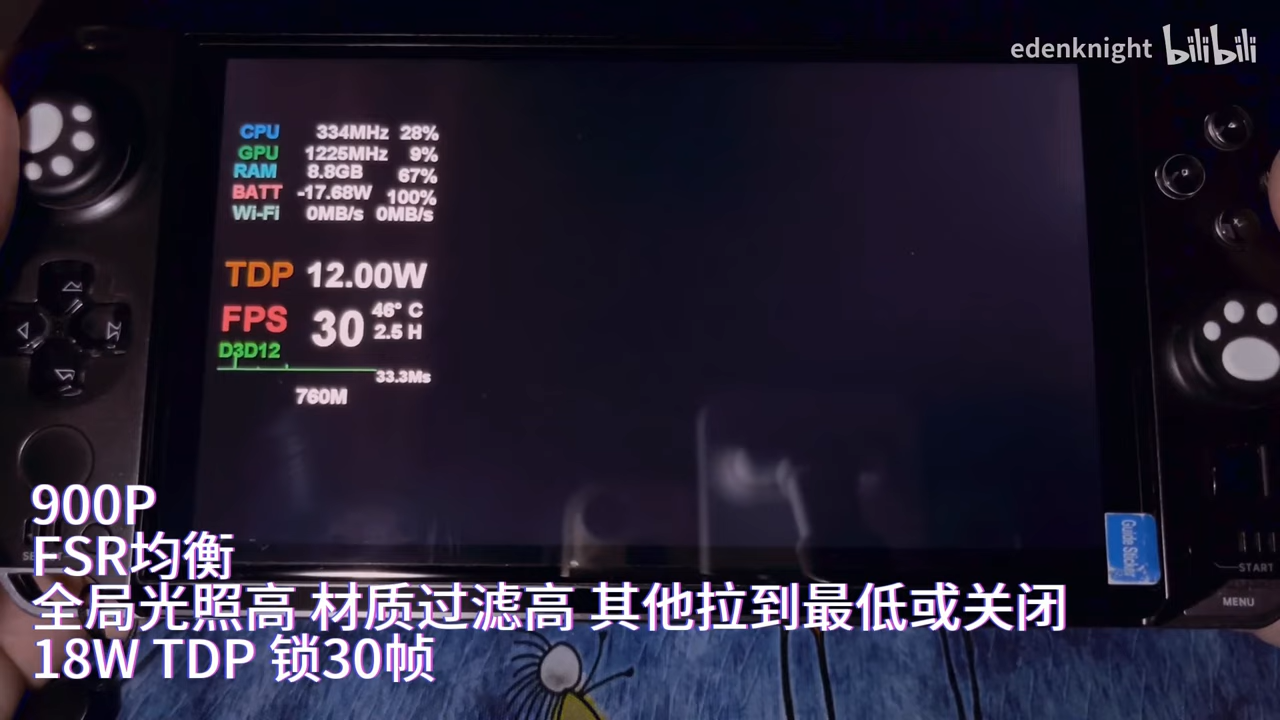 edenknight bilibili
CPU 334MHz 28%
GPU 1225MHz 9%
RAM 8.8GB 67%
BATT -17.68W 100%
Wi-Fi 0MB/s 0MB/s
TDP 12.00W
FPS 30 46° C
2.5 H
D3D12
33.3Ms
760M
Guide Sticker
START
MENU
900P
FSR均衡
全局光照高 材质过滤高 其他拉到最低或关闭
18W TDP 锁30帧